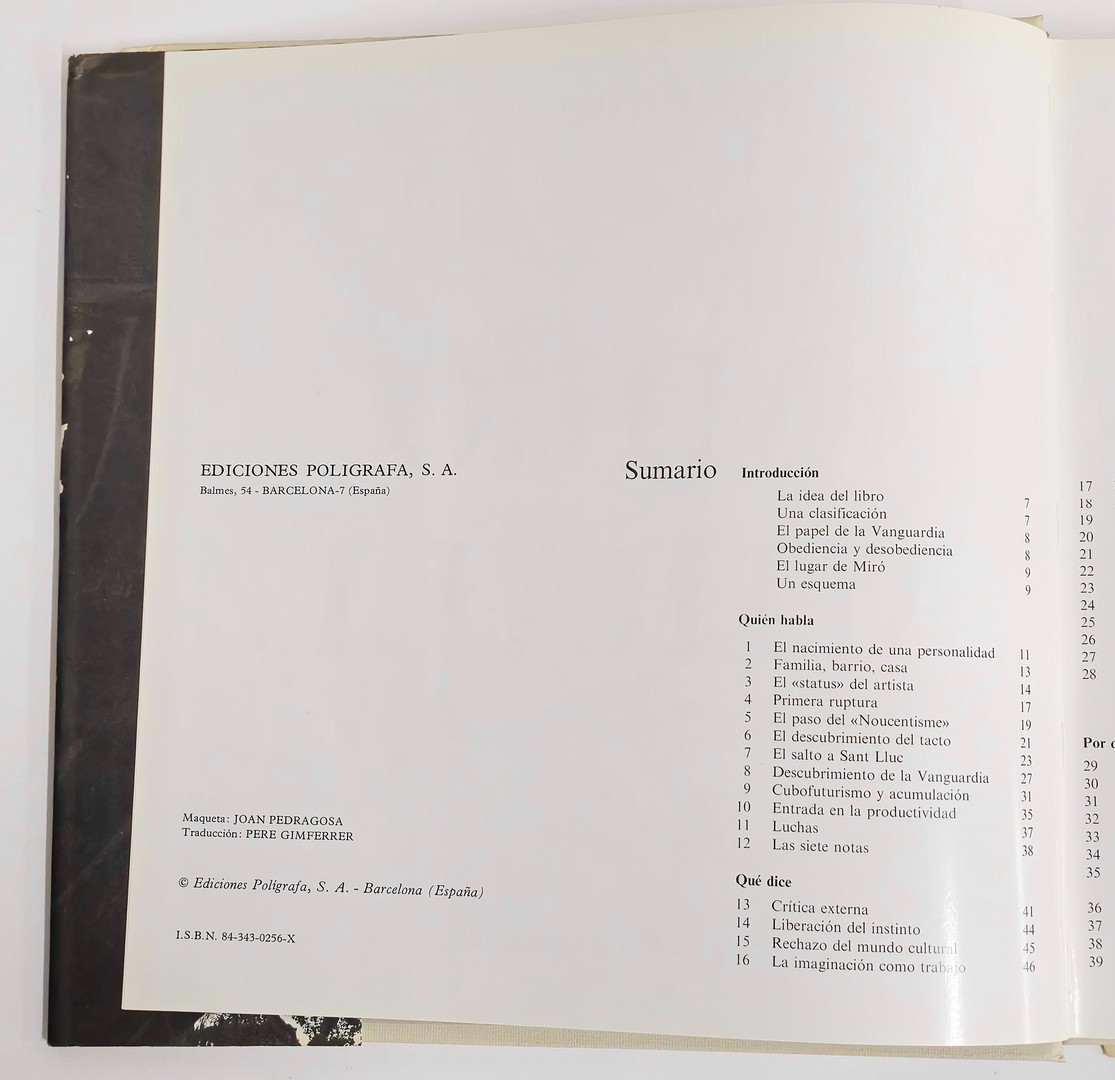 EDICIONES POLIGRAFA, S. A.
Balmes, 54 - BARCELONA-7 (España)
Maqueta: JOAN PEDRAGOSA
Traducción: PERE GIMFERRER
© Ediciones Polígrafa, S. A. - Barcelona (España)
I.S.B.N. 84-343-0256-X
Sumario
Introducción
La idea del libro 7
Una clasificación 7
El papel de la Vanguardia 8
Obediencia y desobediencia 8
El lugar de Miró 9
Un esquema 9
Quién habla
1 El nacimiento de una personalidad 11
2 Familia, barrio, casa 13
3 El «status» del artista 14
4 Primera ruptura 17
5 El paso del «Noucentisme» 19
6 El descubrimiento del tacto 21
7 El salto a Sant Lluc 23
8 Descubrimiento de la Vanguardia 27
9 Cubofuturismo y acumulación 31
10 Entrada en la productividad 35
11 Luchas 37
12 Las siete notas 38
Qué dice
13 Crítica externa 41
14 Liberación del instinto 44
15 Rechazo del mundo cultural 45
16 La imaginación como trabajo 46
17
18
19
20
21
22
23
24
25
26
27
28
Por
29
30
31
32
33
34
35
36
37
38
39